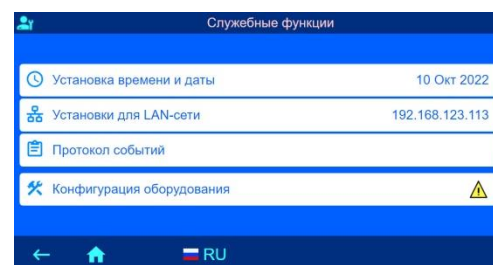 Служебные функции
Установка времени и даты 10 Окт 2022
Установки для LAN-сети 192.168.123.113
Протокол событий
Конфигурация оборудования
RU